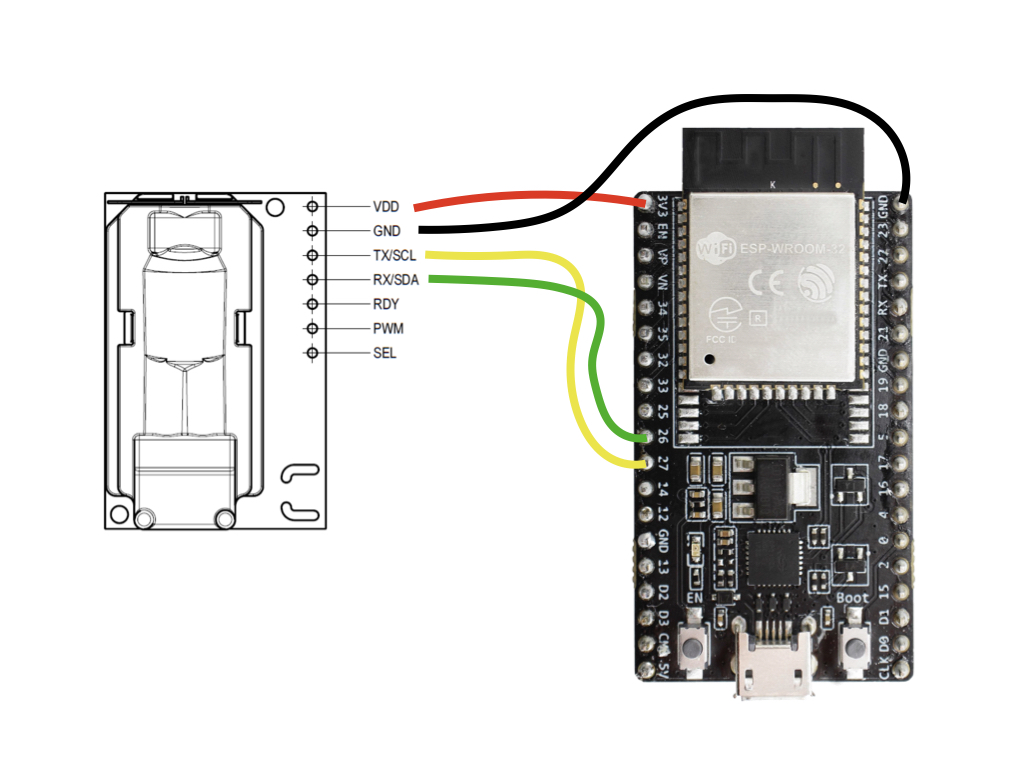 VDD
GND
TX/SCL
RX/SDA
RDY
PWM
SEL
K
WiFi ESP-WROOM-32
CE
R
FCC IC
3V3
EN
VP
VN
34
35
32
33
25
26
27
14
12
GND
13
D2
D3
5V
GND
23
22
TX
RX
21
GND
19
18
5
17
16
4
0
2
15
D1
D0
CLK
EN
Boot